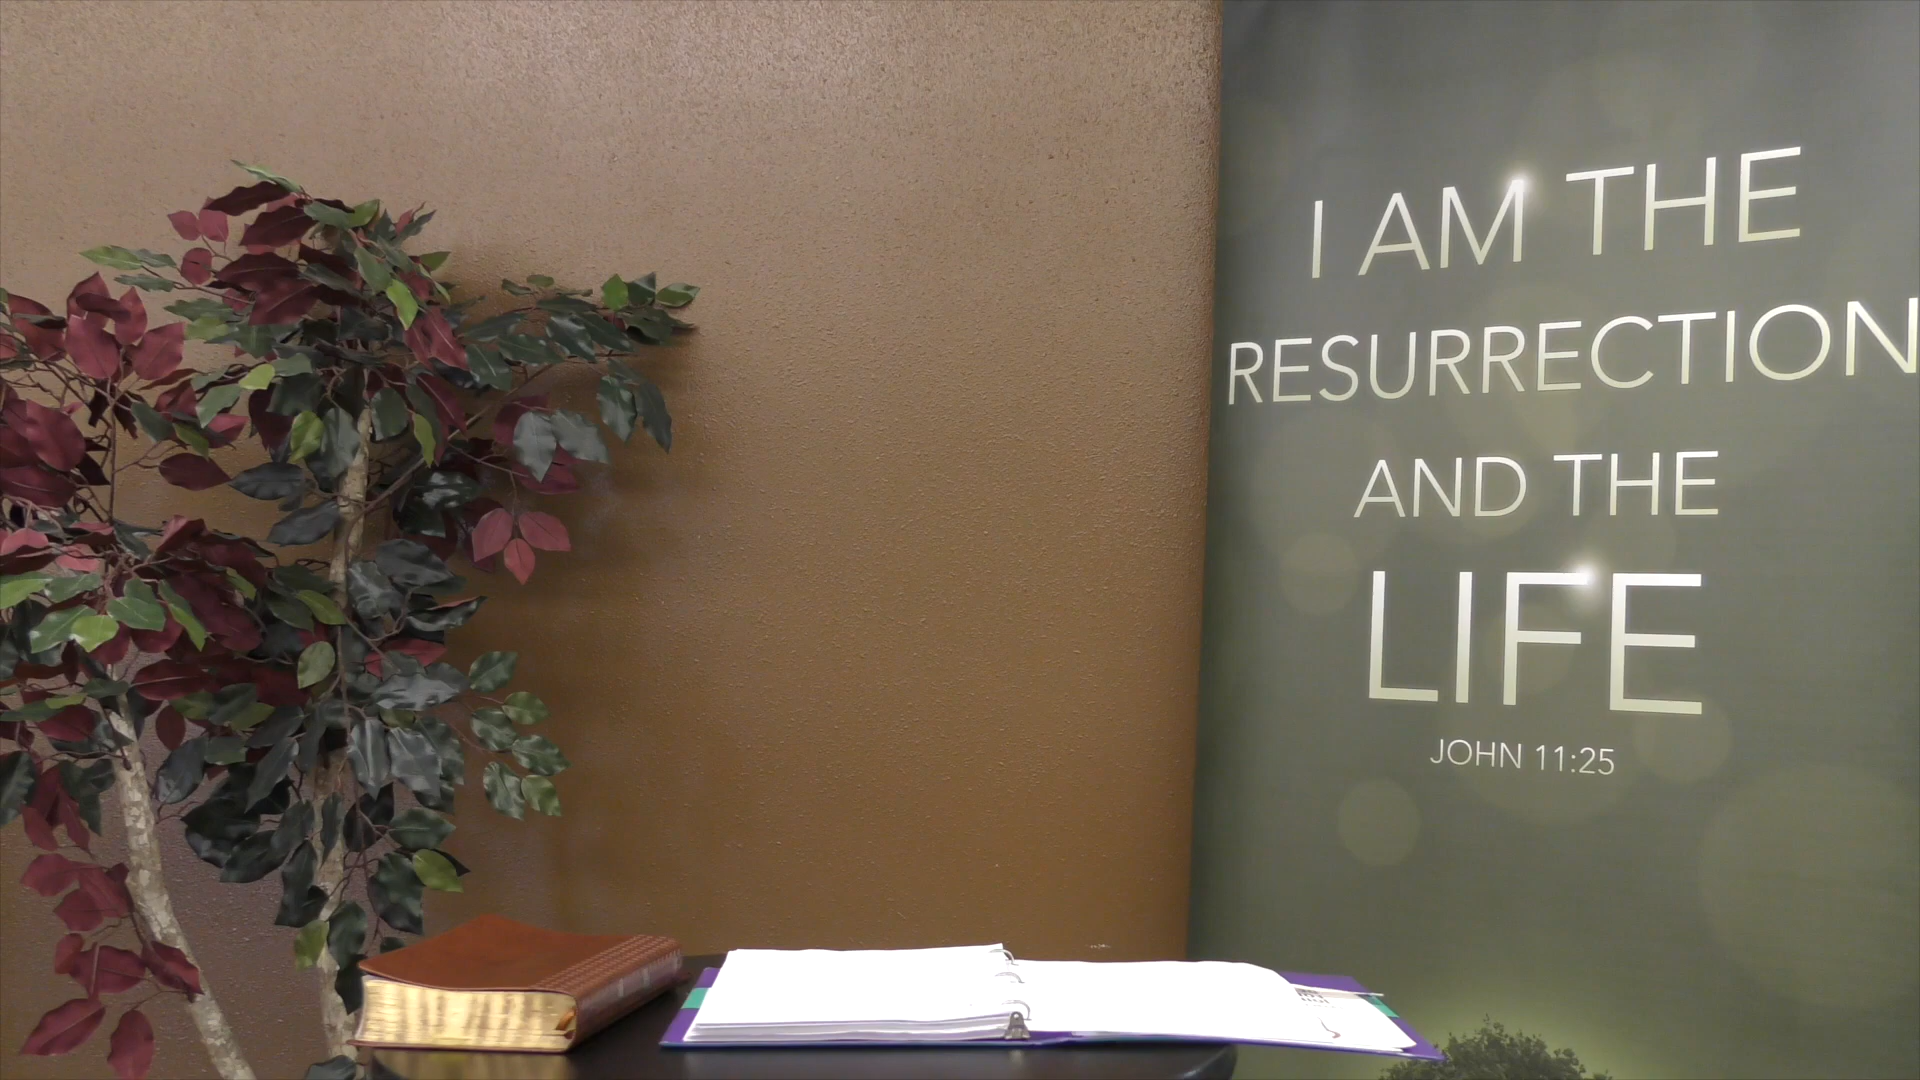 I AM THE
RESURRECTION
AND THE
LIFE
JOHN 11:25